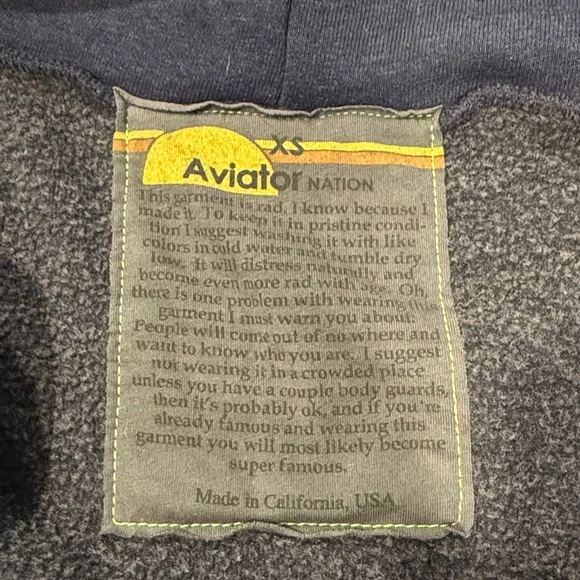 XS
Aviator NATION
This garment is rad. I know because I
made it. To keep it in pristine condi-
tion I suggest washing it with like
colors in cold water and tumble dry
low. It will distress naturally and
become even more rad with age. Oh,
there is one problem with wearing this
garment I must warn you about:
People will come out of no where and
want to know who you are. I suggest
not wearing it in a crowded place
unless you have a couple body guards,
then it's probably ok, and if you're
already famous and wearing this
garment you will most likely become
super famous.
Made in California, USA